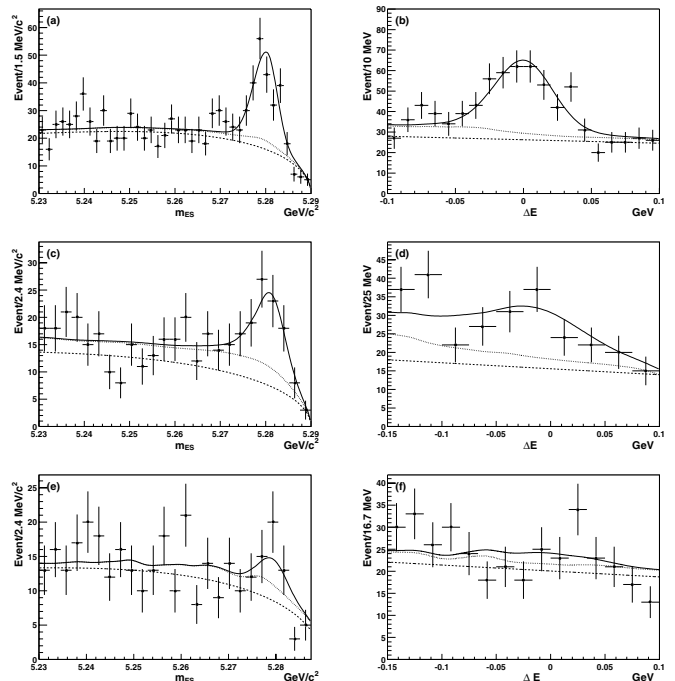 (a)
Event/1.5 MeV/c²
60
50
40
30
20
10
0
5.23 5.24 5.25 5.26 5.27 5.28 5.29
mES GeV/c²
(b)
Event/10 MeV
90
80
70
60
50
40
30
20
10
0
-0.1 -0.05 0 0.05 0.1
ΔE GeV
(c)
Event/2.4 MeV/c²
30
25
20
15
10
5
0
5.23 5.24 5.25 5.26 5.27 5.28 5.29
mES GeV/c²
(d)
Event/25 MeV
45
40
35
30
25
20
15
10
5
0
-0.15 -0.1 -0.05 0 0.05 0.1
ΔE GeV
(e)
Event/2.4 MeV/c²
25
20
15
10
5
0
5.23 5.24 5.25 5.26 5.27 5.28
mES GeV/c²
(f)
Event/16.7 MeV
40
35
30
25
20
15
10
5
0
-0.15 -0.1 -0.05 0 0.05 0.1
Δ E GeV